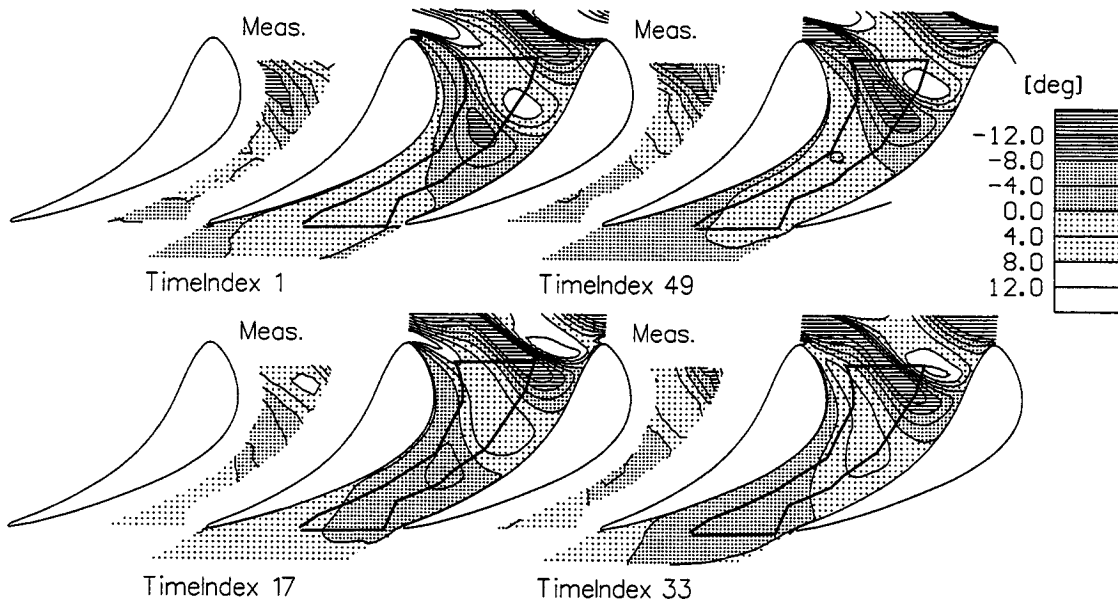 Meas.
Meas.
[deg]
-12.0
-8.0
-4.0
0.0
4.0
8.0
12.0
TimeIndex 1
TimeIndex 49
Meas.
Meas.
TimeIndex 17
TimeIndex 33